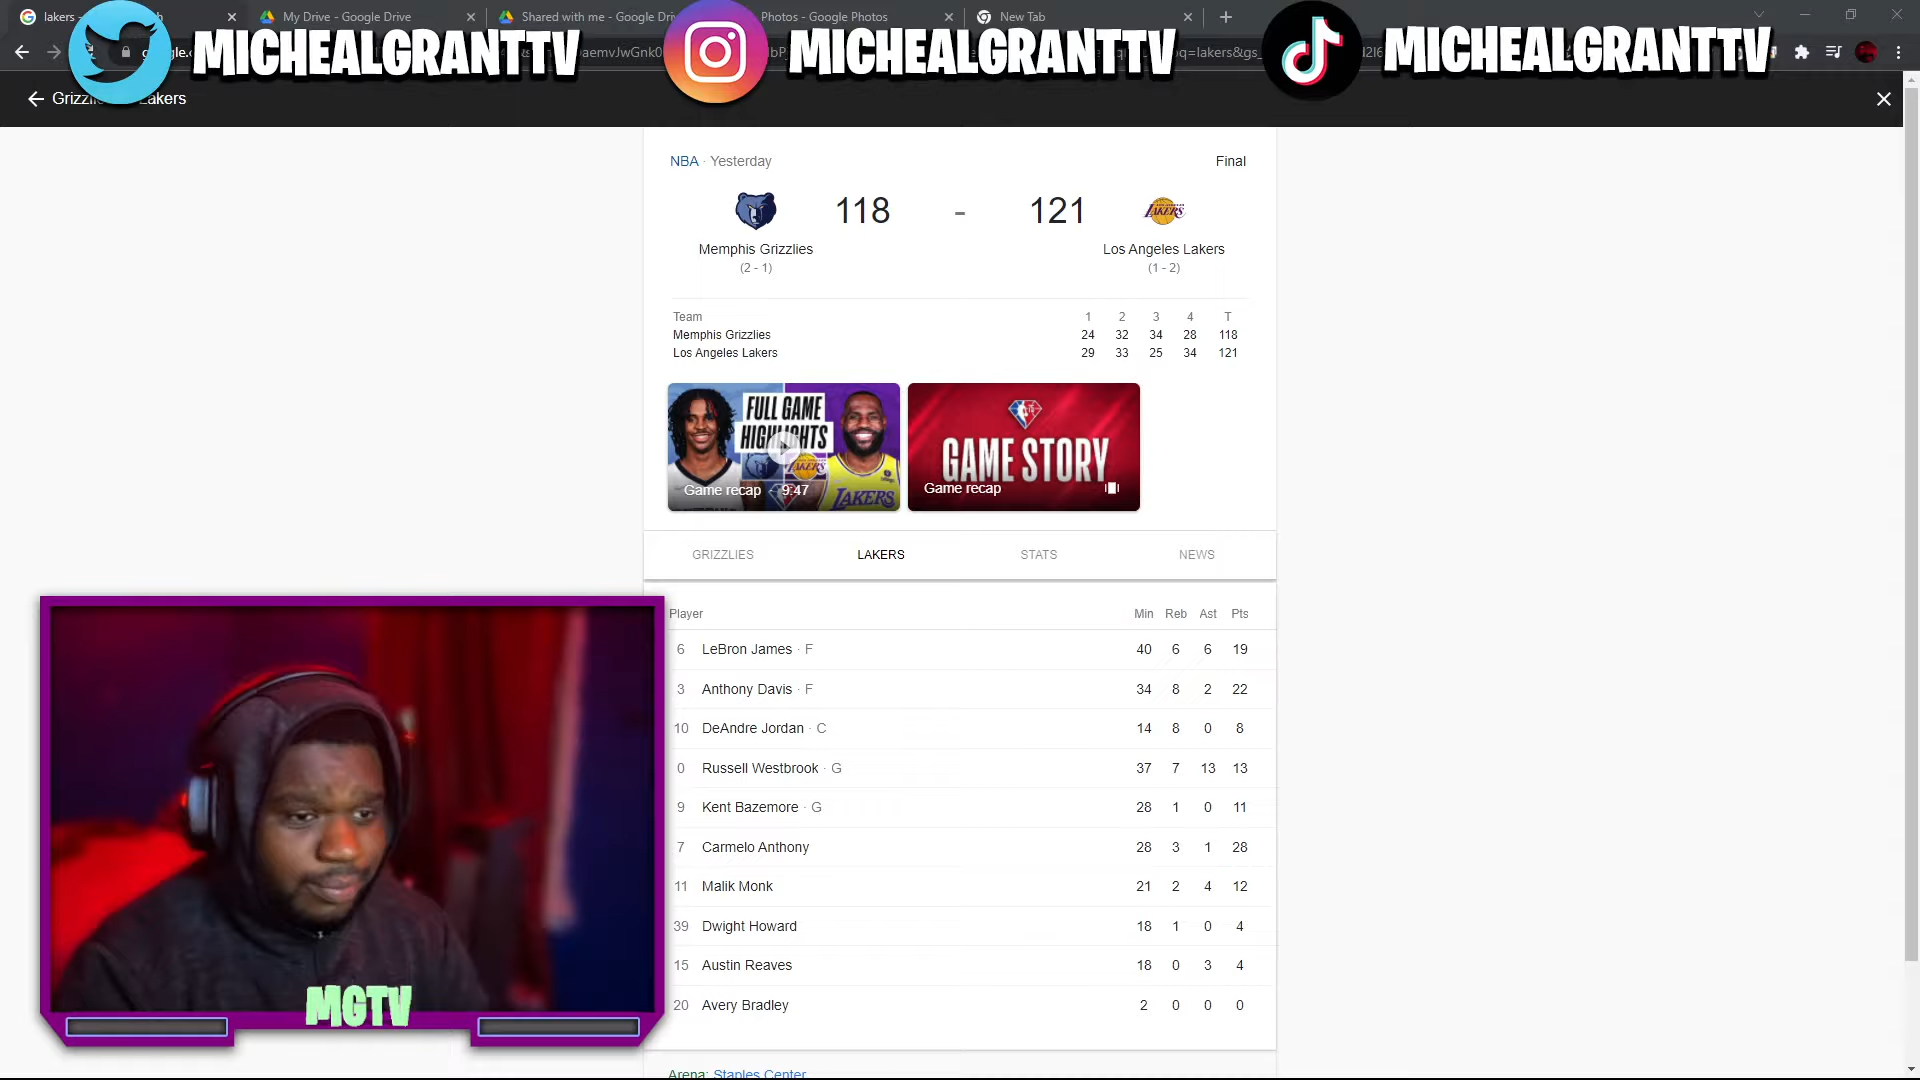 lakers -
My Drive - Google Drive
Shared with me - Google Dri
Photos - Google Photos
New Tab
MICHEALGRANTTV
MICHEALGRANTTV
MICHEALGRANTTV
Lakers
NBA · Yesterday
Final
118 - 121
LAKERS
Memphis Grizzlies
Los Angeles Lakers
(2 - 1)
(1 - 2)
Team 1 2 3 4 T
Memphis Grizzlies 24 32 34 28 118
Los Angeles Lakers 29 33 25 34 121
FULL GAME
HIGHLIGHTS
LAKERS
LAKERS
Game recap - 9:47
GAME STORY
Game recap
GRIZZLIES
LAKERS
STATS
NEWS
Player Min Reb Ast Pts
6 LeBron James · F 40 6 6 19
3 Anthony Davis · F 34 8 2 22
10 DeAndre Jordan · C 14 8 0 8
0 Russell Westbrook · G 37 7 13 13
9 Kent Bazemore · G 28 1 0 11
7 Carmelo Anthony 28 3 1 28
11 Malik Monk 21 2 4 12
39 Dwight Howard 18 1 0 4
15 Austin Reaves 18 0 3 4
20 Avery Bradley 2 0 0 0
Arena: Staples Center
MGTV